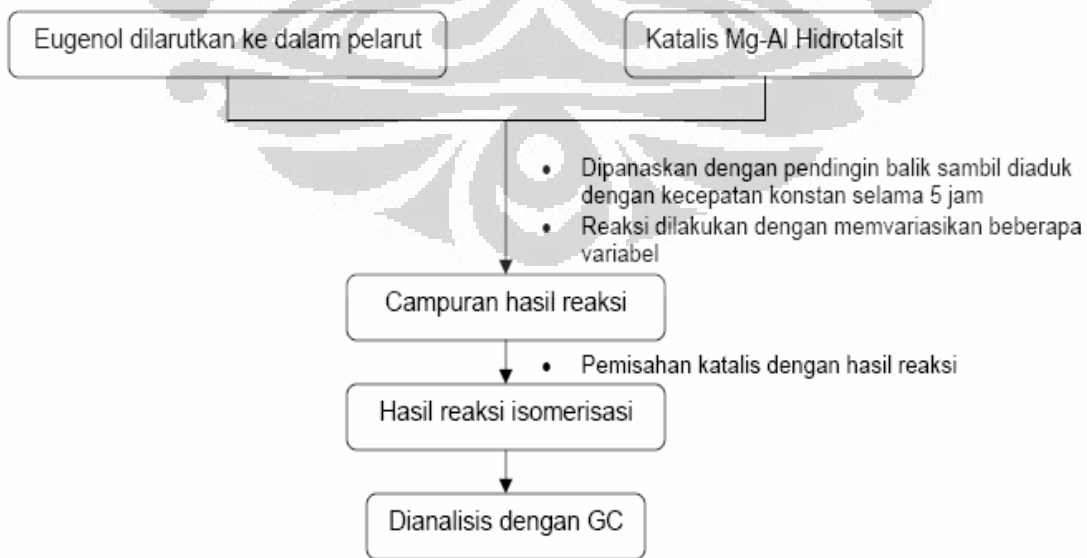 Eugenol dilarutkan ke dalam pelarut
Katalis Mg-Al Hidrotalsit
• Dipanaskan dengan pendingin balik sambil diaduk
dengan kecepatan konstan selama 5 jam
• Reaksi dilakukan dengan memvariasikan beberapa
variabel
Campuran hasil reaksi
• Pemisahan katalis dengan hasil reaksi
Hasil reaksi isomerisasi
Dianalisis dengan GC